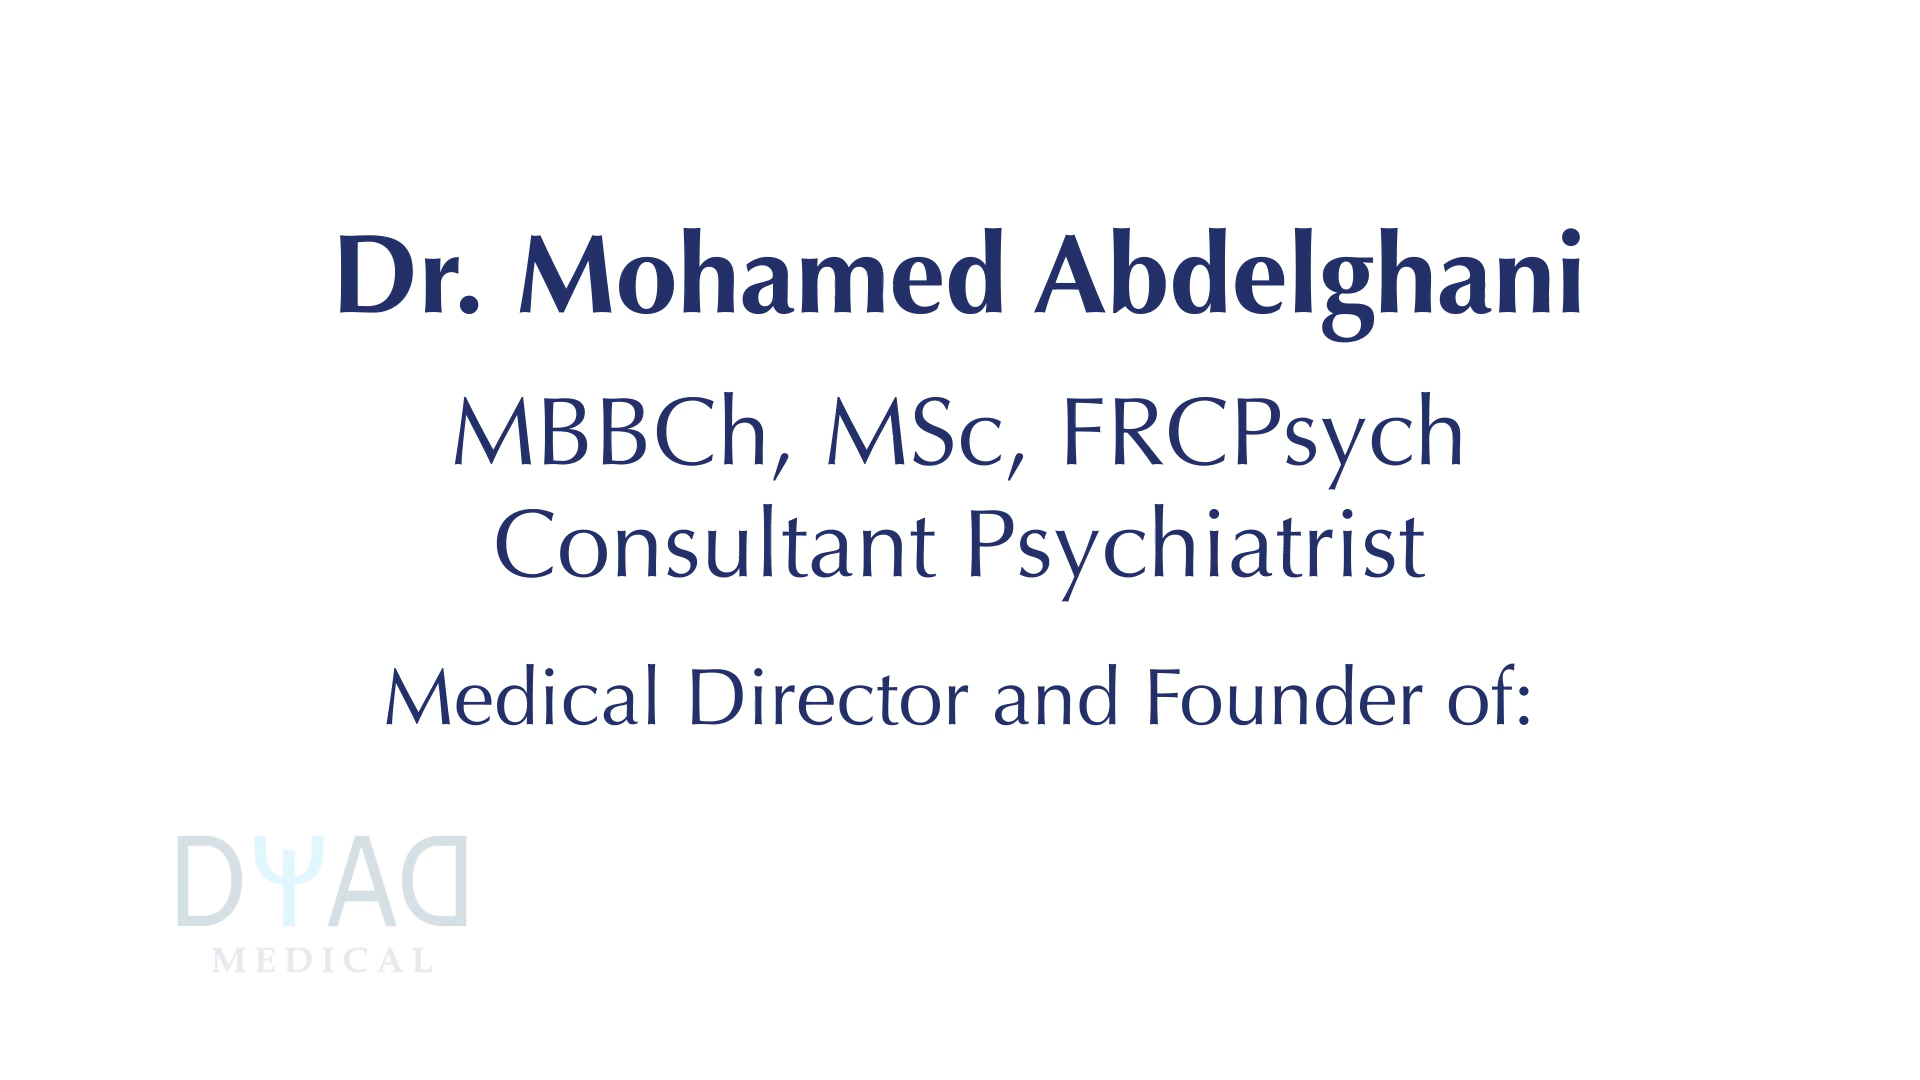 Dr. Mohamed Abdelghani
MBBCh, MSc, FRCPsych
Consultant Psychiatrist
Medical Director and Founder of:
DΨAD
MEDICAL